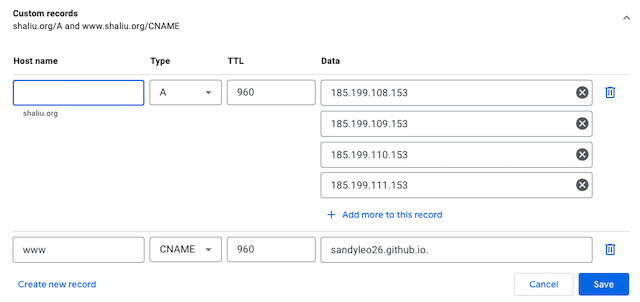 Custom records
shaliu.org/A and www.shaliu.org/CNAME
Host name Type TTL Data
A 960 185.199.108.153
shaliu.org
185.199.109.153
185.199.110.153
185.199.111.153
+ Add more to this record
www CNAME 960 sandyleo26.github.io.
Create new record Cancel Save